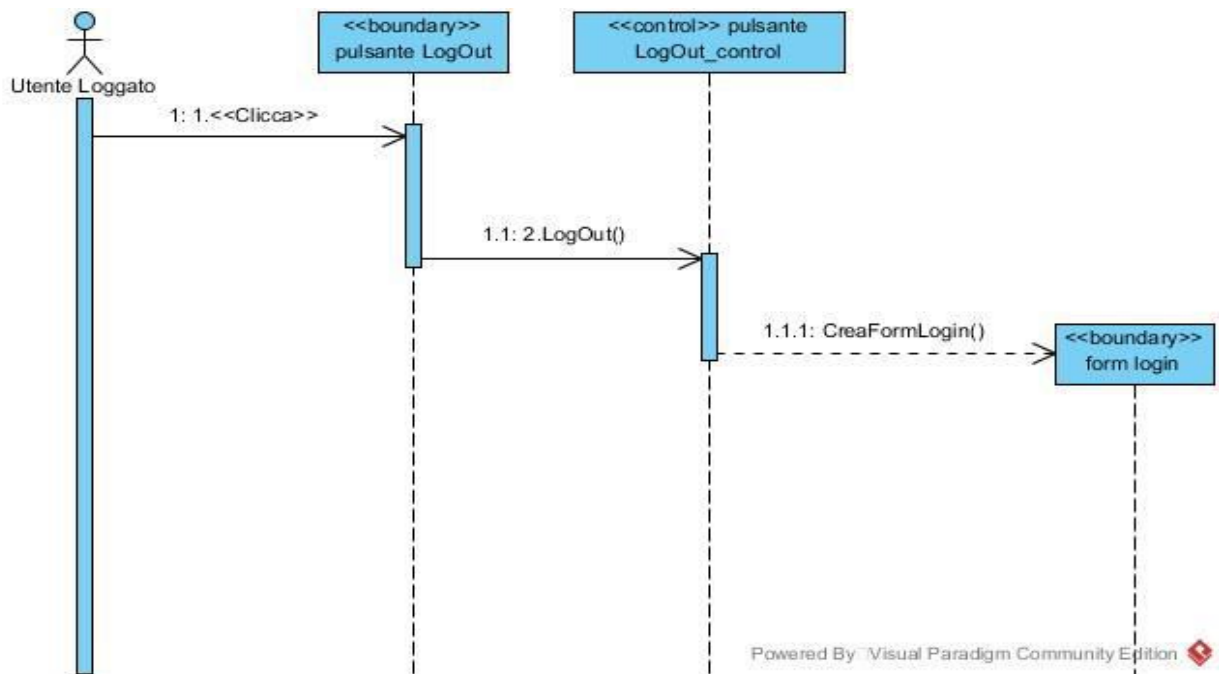 <<boundary>>
pulsante LogOut
<<control>> pulsante
LogOut_control
Utente Loggato
1: 1.<<Clicca>>
1.1: 2.LogOut()
1.1.1: CreaFormLogin()
<<boundary>>
form login
Powered By Visual Paradigm Community Edition